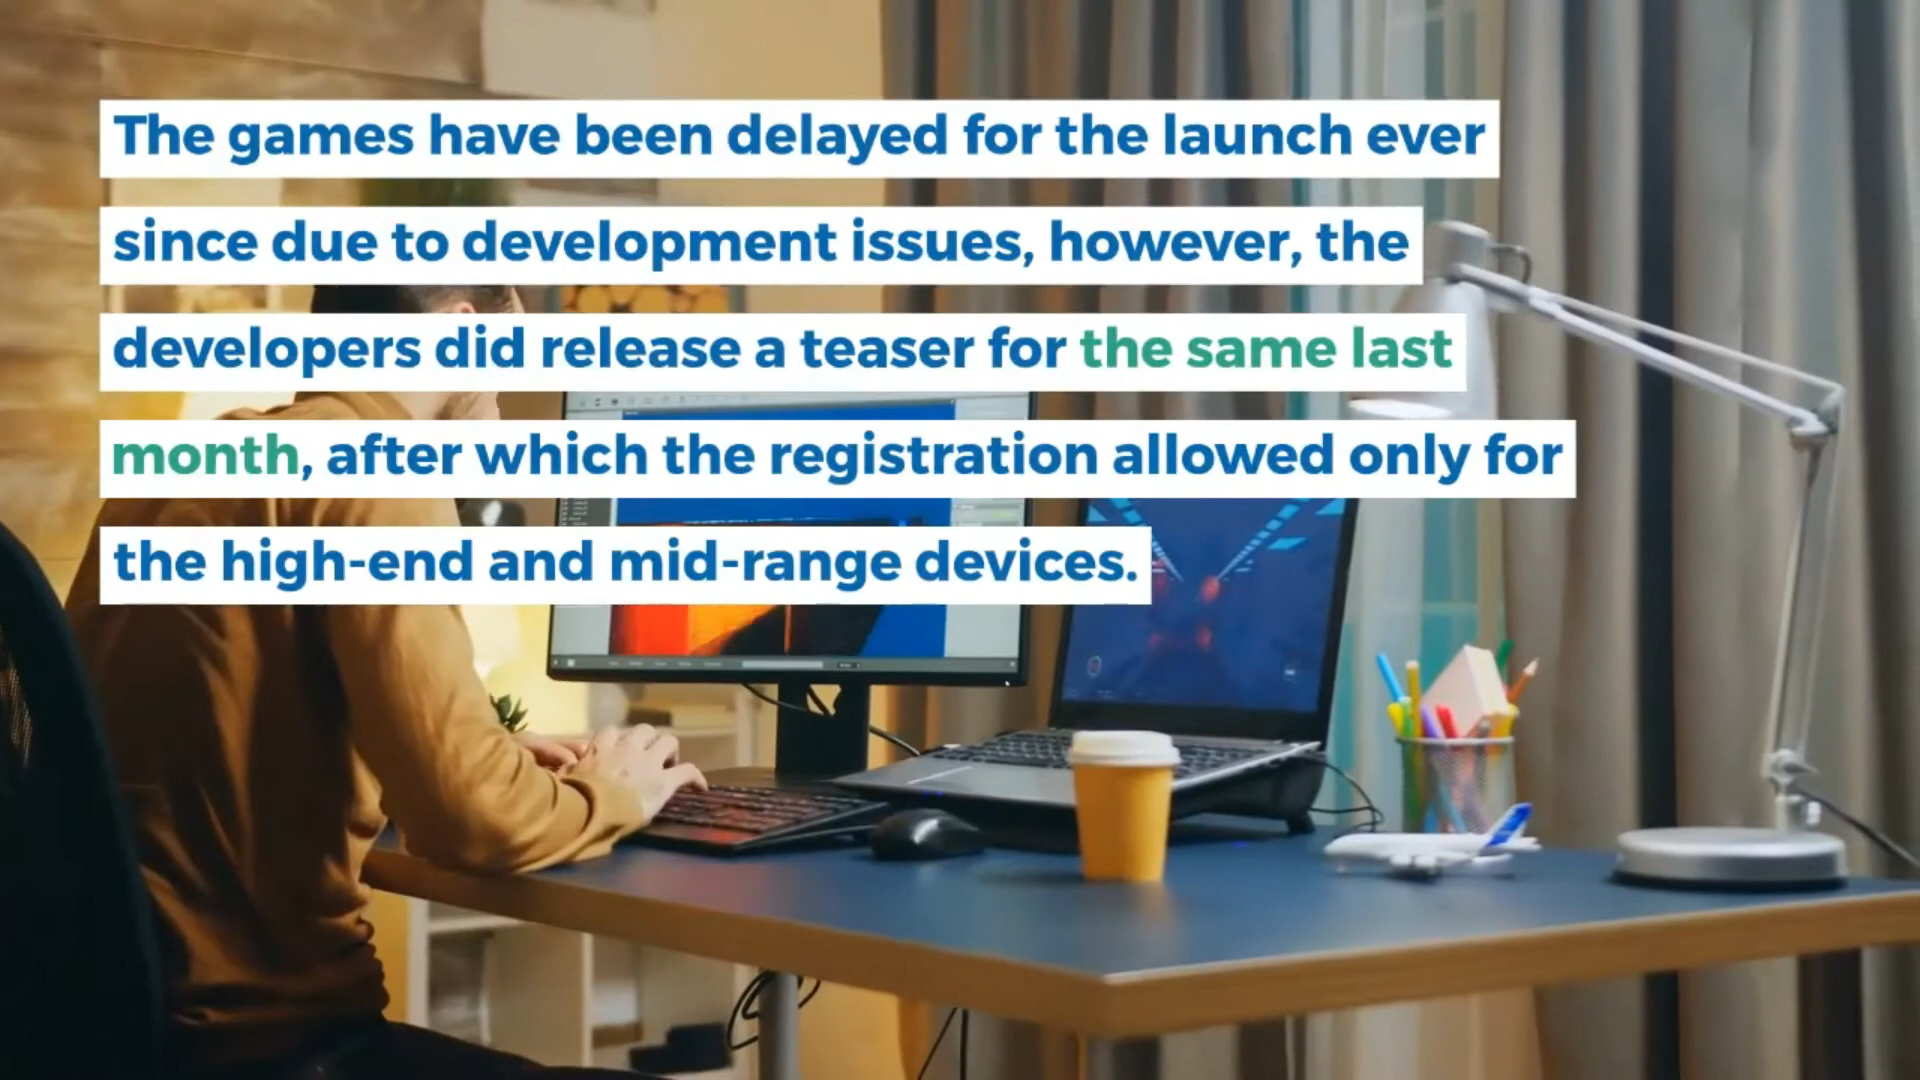 The games have been delayed for the launch ever
since due to development issues, however, the
developers did release a teaser for the same last
month, after which the registration allowed only for
the high-end and mid-range devices.